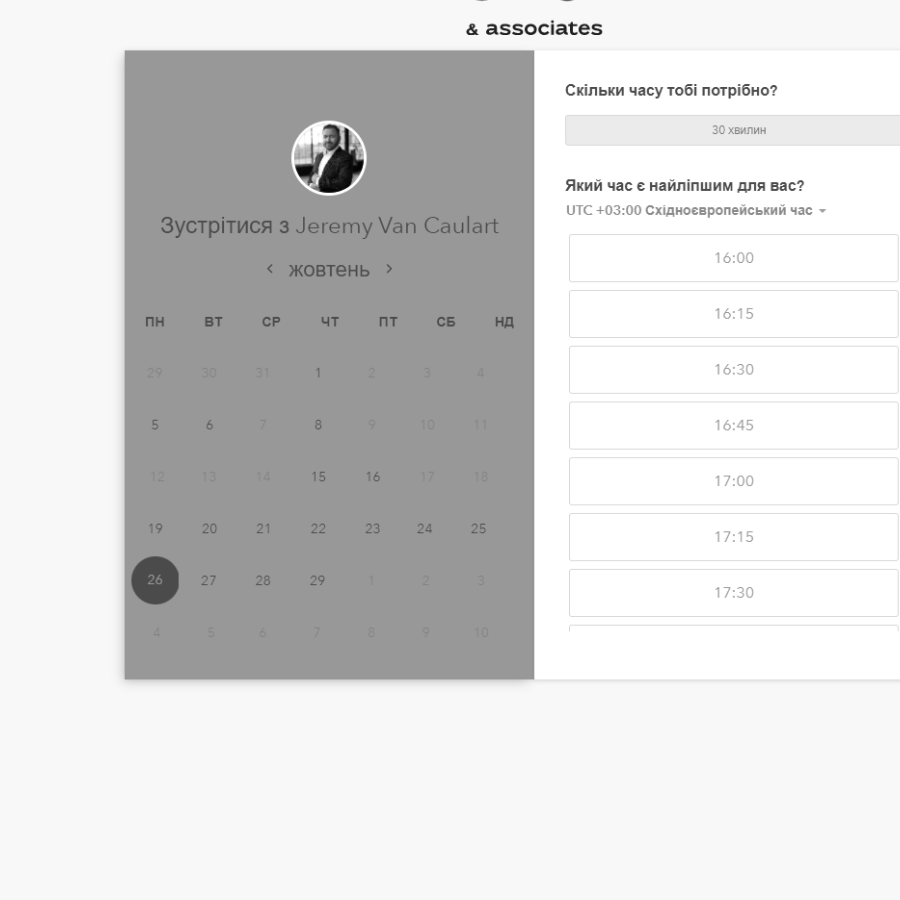 & associates
Зустрітися з Jeremy Van Caulart
жовтень
ПН ВТ СР ЧТ ПТ СБ НД
29 30 31 1 2 3 4
5 6 7 8 9 10 11
12 13 14 15 16 17 18
19 20 21 22 23 24 25
26 27 28 29 1 2 3
4 5 6 7 8 9 10
Скільки часу тобі потрібно?
30 хвилин
Який час є найліпшим для вас?
UTC +03:00 Східноєвропейський час
16:00
16:15
16:30
16:45
17:00
17:15
17:30